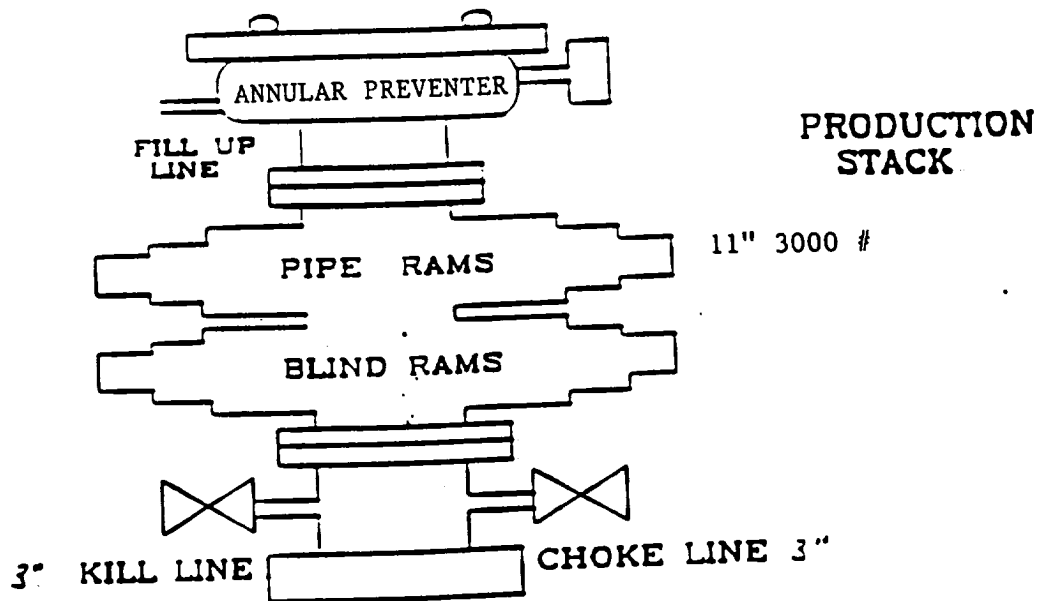 ANNULAR PREVENTER
FILL UP
LINE
PRODUCTION
STACK
11" 3000 #
PIPE RAMS
BLIND RAMS
3" KILL LINE
CHOKE LINE 3"